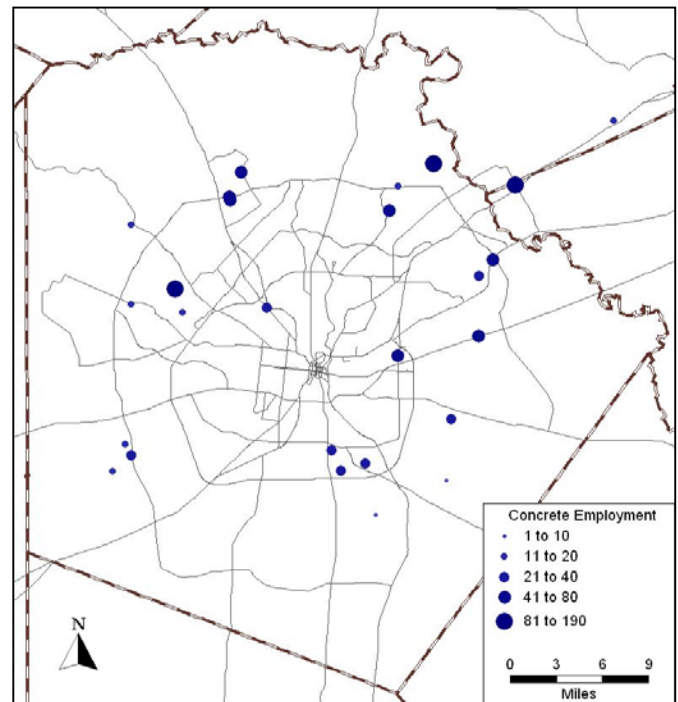 Concrete Employment
1 to 10
11 to 20
21 to 40
41 to 80
81 to 190
N
0 3 6 9
Miles